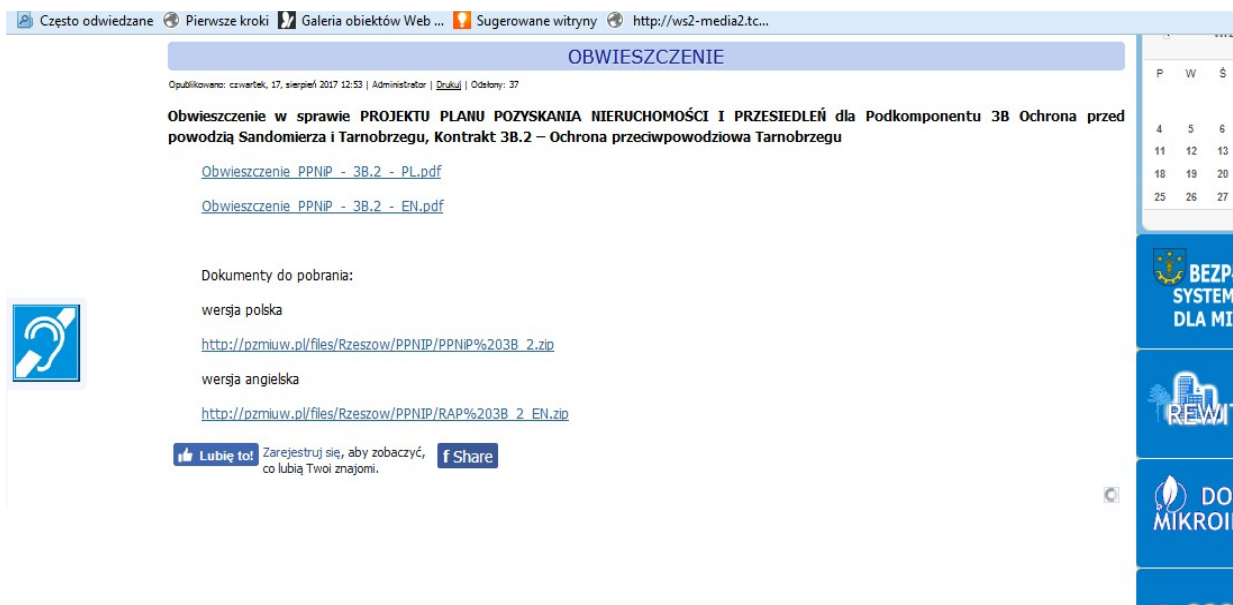 Często odwiedzane Pierwsze kroki Galeria obiektów Web ... Sugerowane witryny http://ws2-media2.tc...
OBWIESZCZENIE
Opublikowano: czwartek, 17, sierpień 2017 12:53 | Administrator | Drukuj | Odsłony: 37
Obwieszczenie w sprawie PROJEKTU PLANU POZYSKANIA NIERUCHOMOŚCI I PRZESIEDLEŃ dla Podkomponentu 3B Ochrona przed
powodzią Sandomierza i Tarnobrzegu, Kontrakt 3B.2 – Ochrona przeciwpowodziowa Tarnobrzegu
Obwieszczenie PPNiP - 3B.2 - PL.pdf
Obwieszczenie PPNiP - 3B.2 - EN.pdf
Dokumenty do pobrania:
wersja polska
http://pzmiuw.pl/files/Rzeszow/PPNIP/PPNiP%203B_2.zip
wersja angielska
http://pzmiuw.pl/files/Rzeszow/PPNIP/RAP%203B_2_EN.zip
Lubię to! Zarejestruj się, aby zobaczyć,
co lubią Twoi znajomi.
f Share
P W Ś
4 5 6
11 12 13
18 19 20
25 26 27
SYSTEM
DLA MI
REWIT
DO
MIKROI